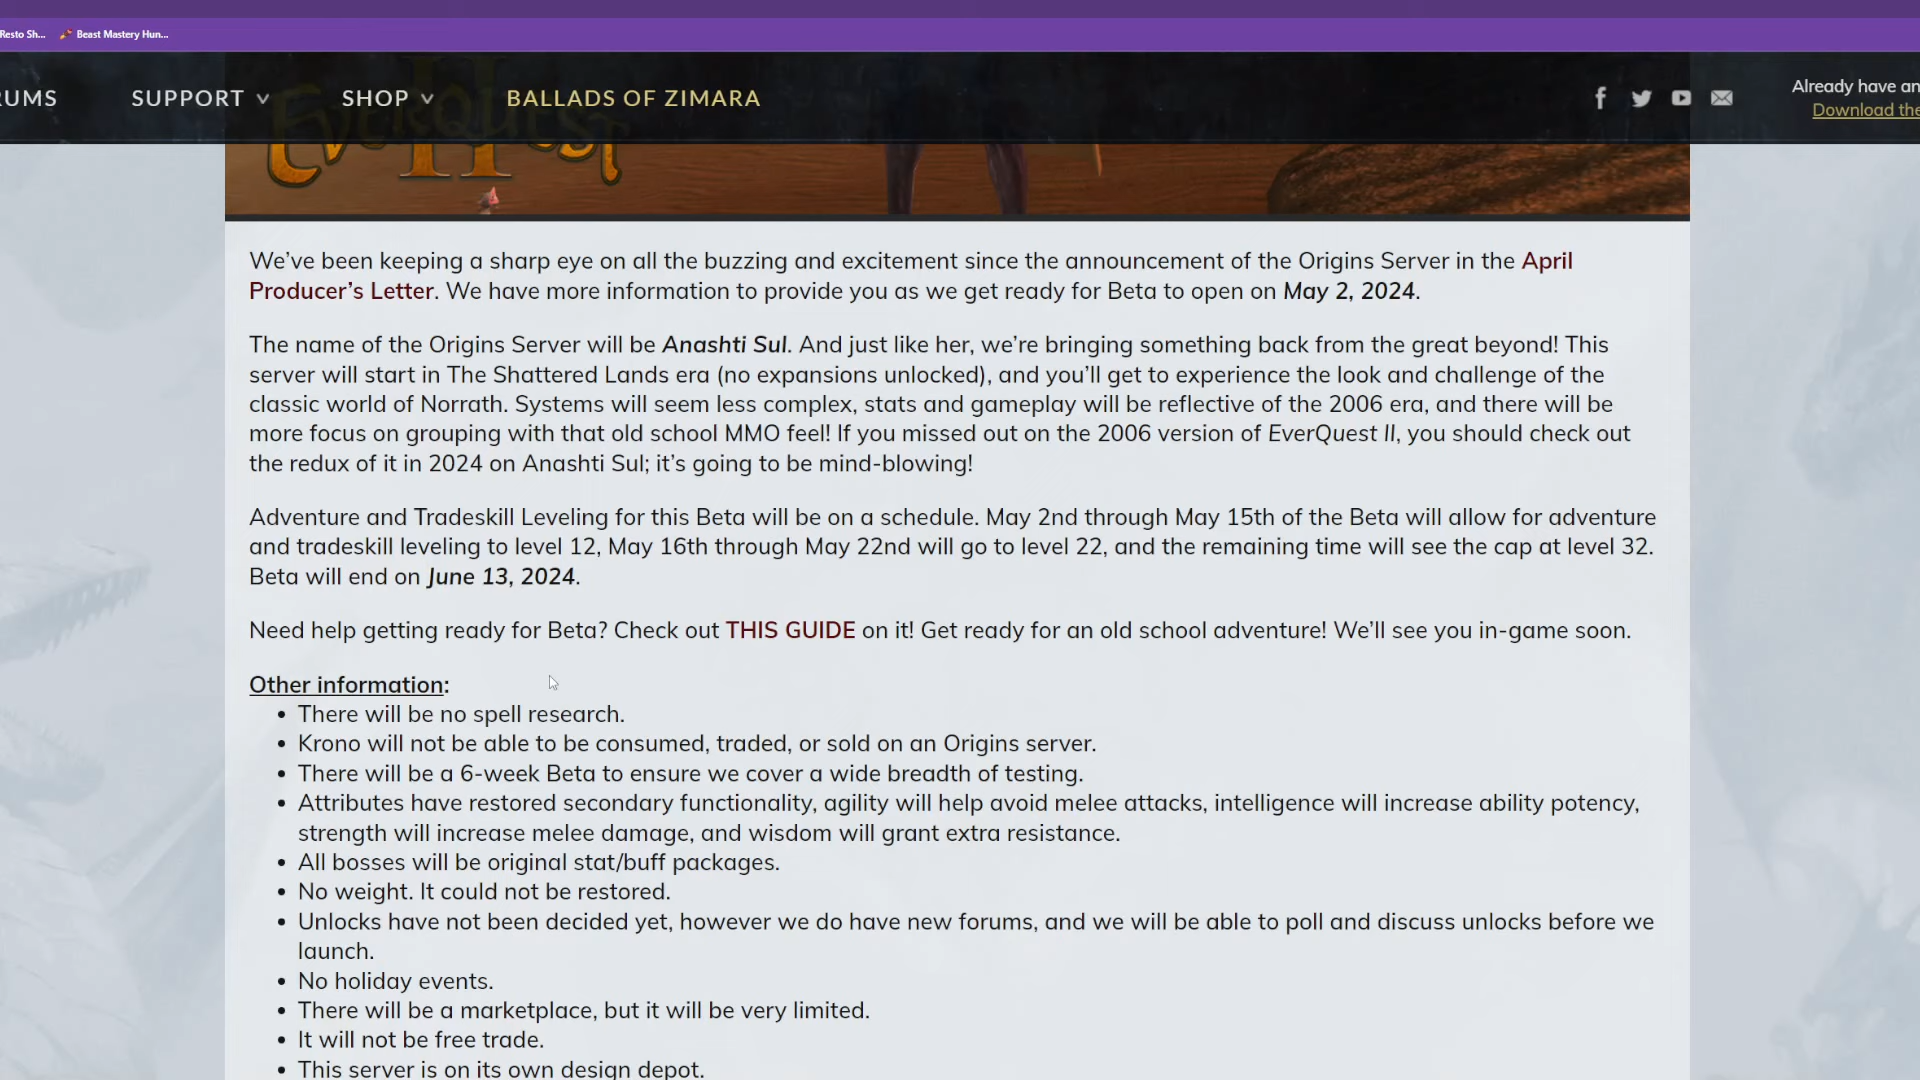 Resto Sh... Beast Mastery Hun...
RUMS SUPPORT SHOP BALLADS OF ZIMARA Already have an
Download the
EverQuest
II
We've been keeping a sharp eye on all the buzzing and excitement since the announcement of the Origins Server in the April
Producer's Letter. We have more information to provide you as we get ready for Beta to open on May 2, 2024.
The name of the Origins Server will be Anashti Sul. And just like her, we're bringing something back from the great beyond! This
server will start in The Shattered Lands era (no expansions unlocked), and you'll get to experience the look and challenge of the
classic world of Norrath. Systems will seem less complex, stats and gameplay will be reflective of the 2006 era, and there will be
more focus on grouping with that old school MMO feel! If you missed out on the 2006 version of EverQuest II, you should check out
the redux of it in 2024 on Anashti Sul; it's going to be mind-blowing!
Adventure and Tradeskill Leveling for this Beta will be on a schedule. May 2nd through May 15th of the Beta will allow for adventure
and tradeskill leveling to level 12, May 16th through May 22nd will go to level 22, and the remaining time will see the cap at level 32.
Beta will end on June 13, 2024.
Need help getting ready for Beta? Check out THIS GUIDE on it! Get ready for an old school adventure! We'll see you in-game soon.
Other information:
• There will be no spell research.
• Krono will not be able to be consumed, traded, or sold on an Origins server.
• There will be a 6-week Beta to ensure we cover a wide breadth of testing.
• Attributes have restored secondary functionality, agility will help avoid melee attacks, intelligence will increase ability potency,
strength will increase melee damage, and wisdom will grant extra resistance.
• All bosses will be original stat/buff packages.
• No weight. It could not be restored.
• Unlocks have not been decided yet, however we do have new forums, and we will be able to poll and discuss unlocks before we
launch.
• No holiday events.
• There will be a marketplace, but it will be very limited.
• It will not be free trade.
• This server is on its own design depot.